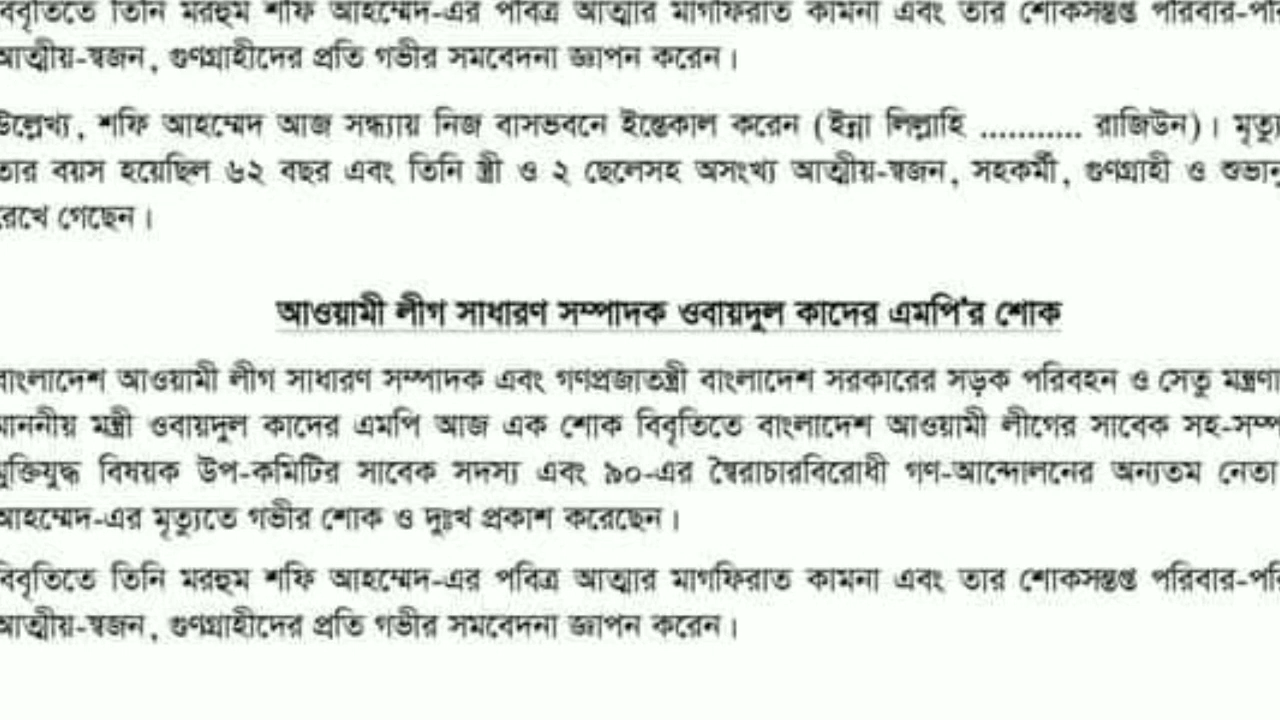 বিবৃতিতে তিনি মরহুম শফি আহম্মেদ-এর পবিত্র আত্মার মাগফিরাত কামনা এবং তার শোকসন্তপ্ত পরিবার-পরি
আত্মীয়-স্বজন, গুণগ্রাহীদের প্রতি গভীর সমবেদনা জ্ঞাপন করেন।
উল্লেখ্য, শফি আহম্মেদ আজ সন্ধ্যায় নিজ বাসভবনে ইন্তেকাল করেন (ইন্না লিল্লাহি ........... রাজিউন)। মৃত্যু
তার বয়স হয়েছিল ৬২ বছর এবং তিনি স্ত্রী ও ২ ছেলেসহ অসংখ্য আত্মীয়-স্বজন, সহকর্মী, গুণগ্রাহী ও শুভানু
রেখে গেছেন।
আওয়ামী লীগ সাধারণ সম্পাদক ওবায়দুল কাদের এমপি'র শোক
বাংলাদেশ আওয়ামী লীগ সাধারণ সম্পাদক এবং গণপ্রজাতন্ত্রী বাংলাদেশ সরকারের সড়ক পরিবহন ও সেতু মন্ত্রণা
মাননীয় মন্ত্রী ওবায়দুল কাদের এমপি আজ এক শোক বিবৃতিতে বাংলাদেশ আওয়ামী লীগের সাবেক সহ-সম্প
মুক্তিযুদ্ধ বিষয়ক উপ-কমিটির সাবেক সদস্য এবং ৯০-এর স্বৈরাচারবিরোধী গণ-আন্দোলনের অন্যতম নেতা
আহম্মেদ-এর মৃত্যুতে গভীর শোক ও দুঃখ প্রকাশ করেছেন।
বিবৃতিতে তিনি মরহুম শফি আহম্মেদ-এর পবিত্র আত্মার মাগফিরাত কামনা এবং তার শোকসন্তপ্ত পরিবার-পরি
আত্মীয়-স্বজন, গুণগ্রাহীদের প্রতি গভীর সমবেদনা জ্ঞাপন করেন।